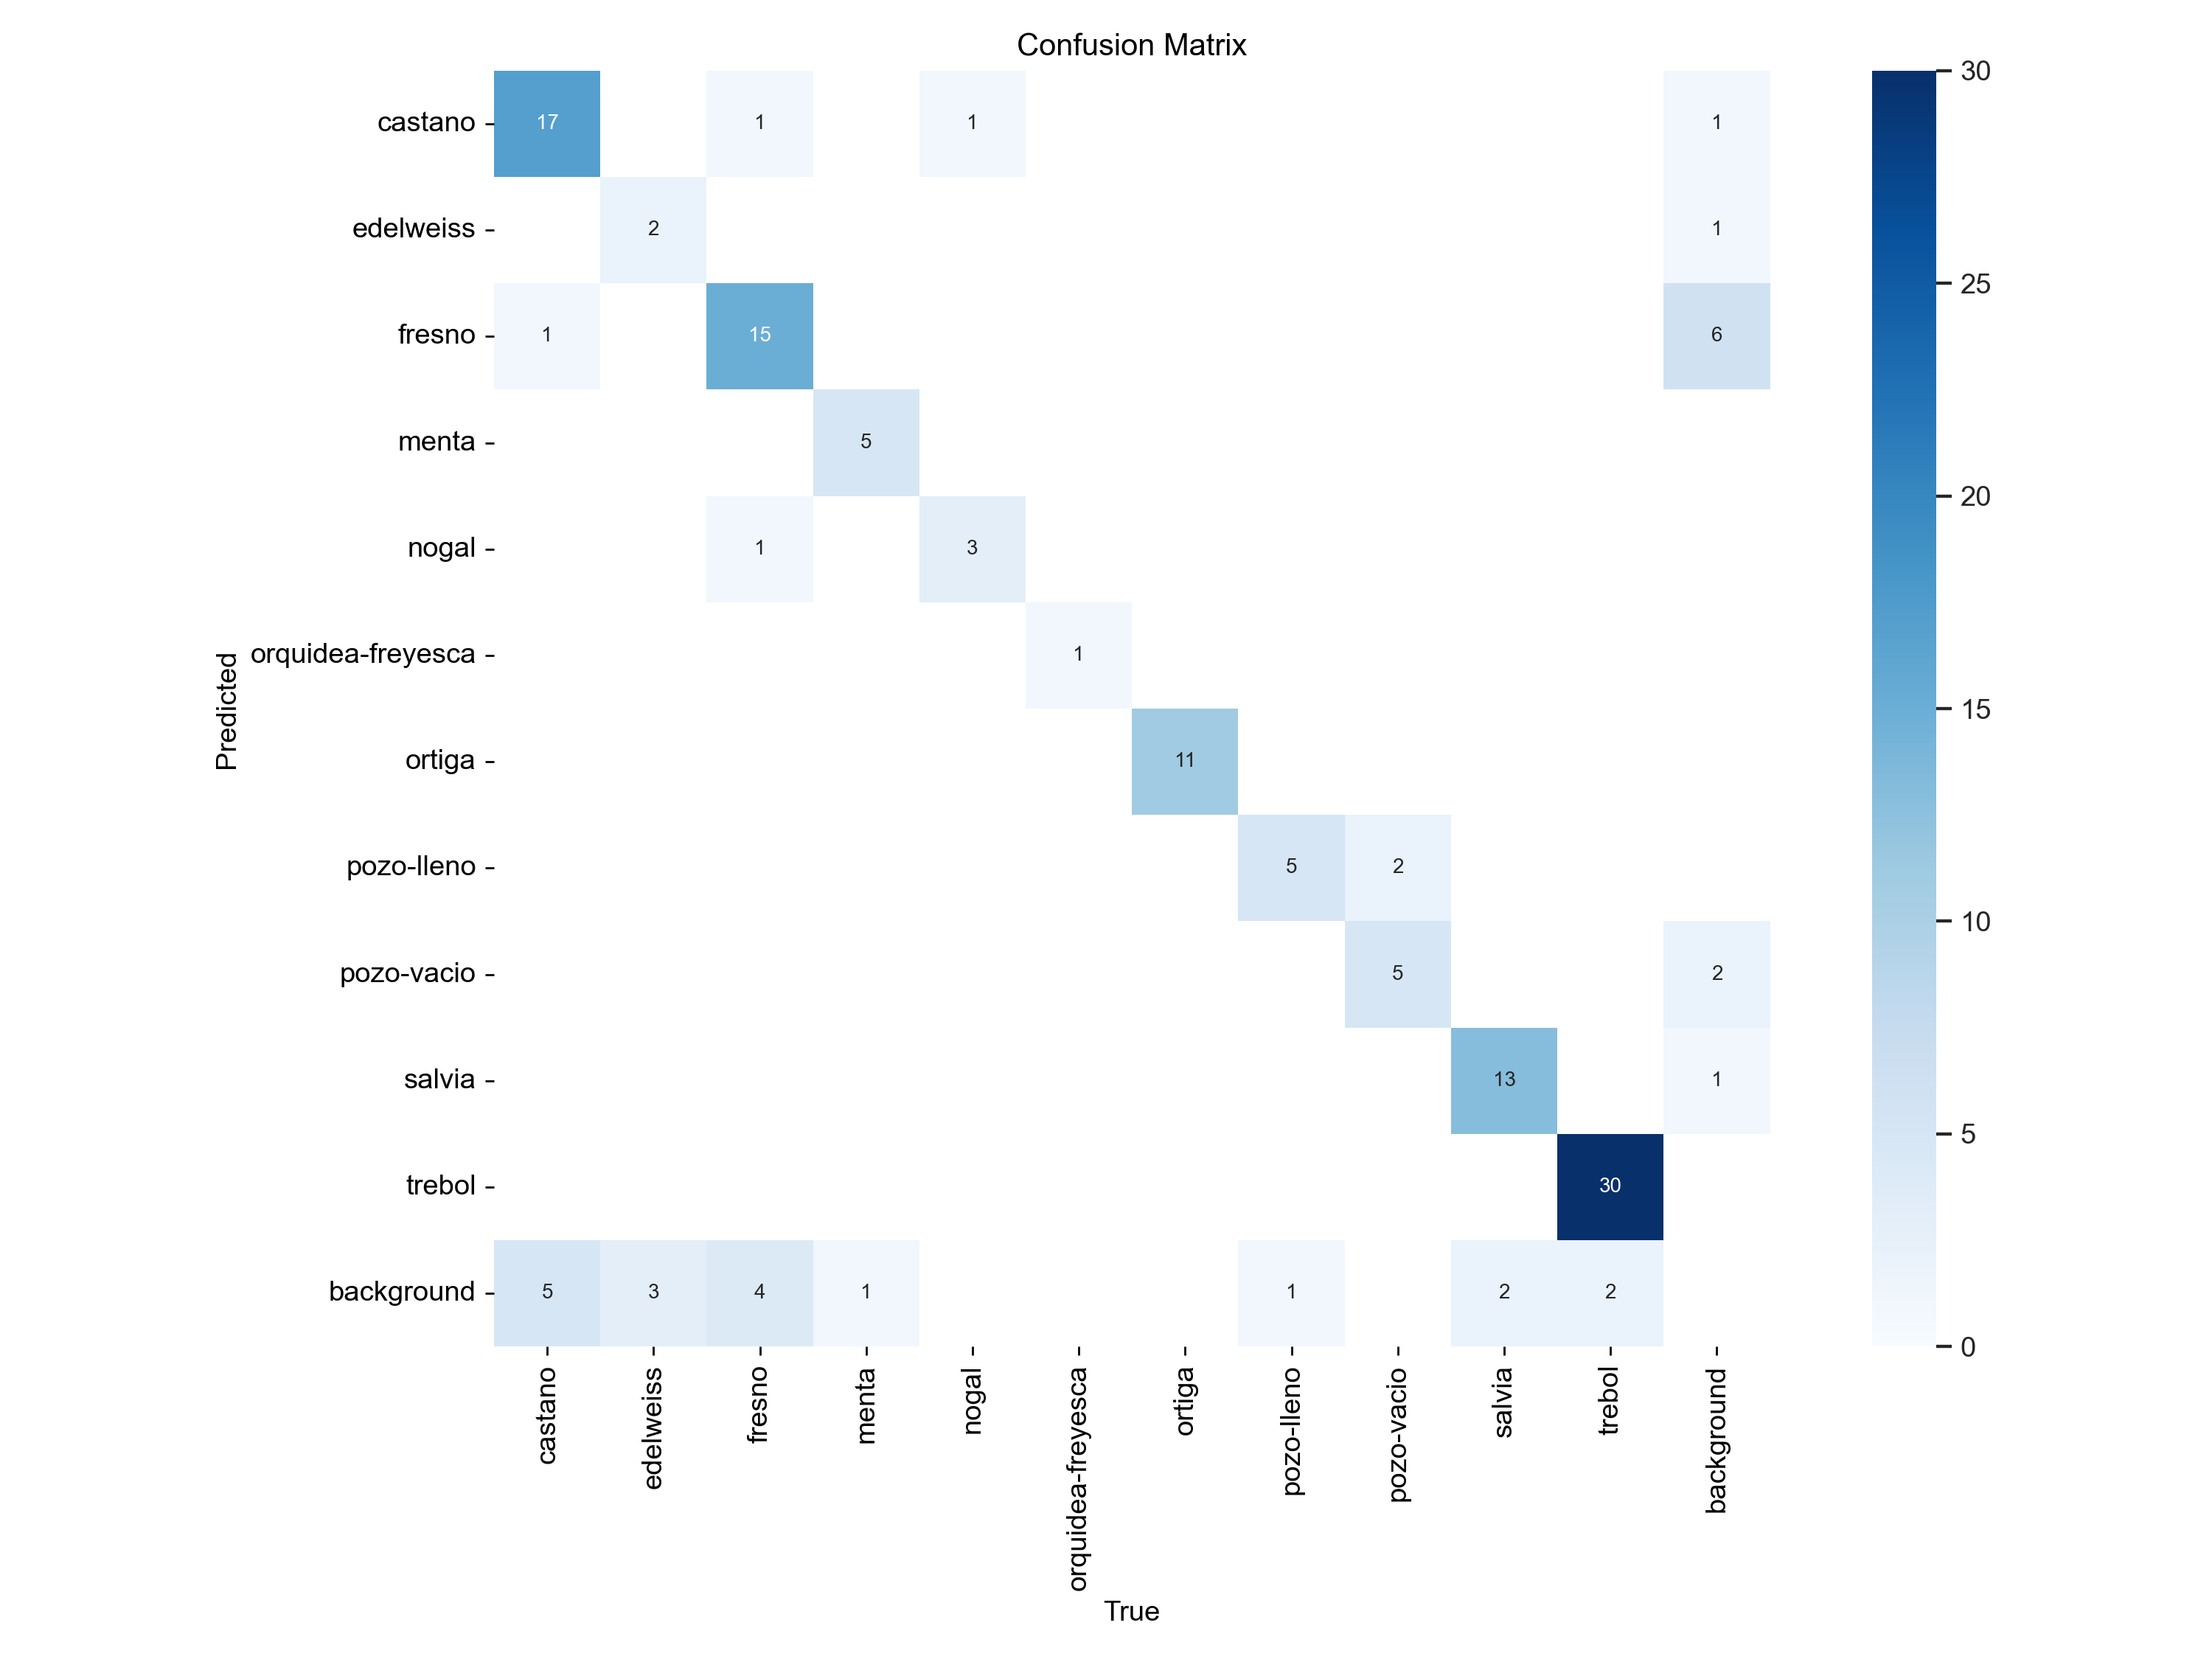 Confusion Matrix
castano 17 1 1 1
edelweiss 2 1
fresno 1 15 6
menta 5
nogal 1 3
orquidea-freyesca 1
ortiga 11
pozo-lleno 5 2
pozo-vacio 5 2
salvia 13 1
trebol 30
background 5 3 4 1 1 2 2
castano edelweiss fresno menta nogal orquidea-freyesca ortiga pozo-lleno pozo-vacio salvia trebol background
True
Predicted
30
25
20
15
10
5
0